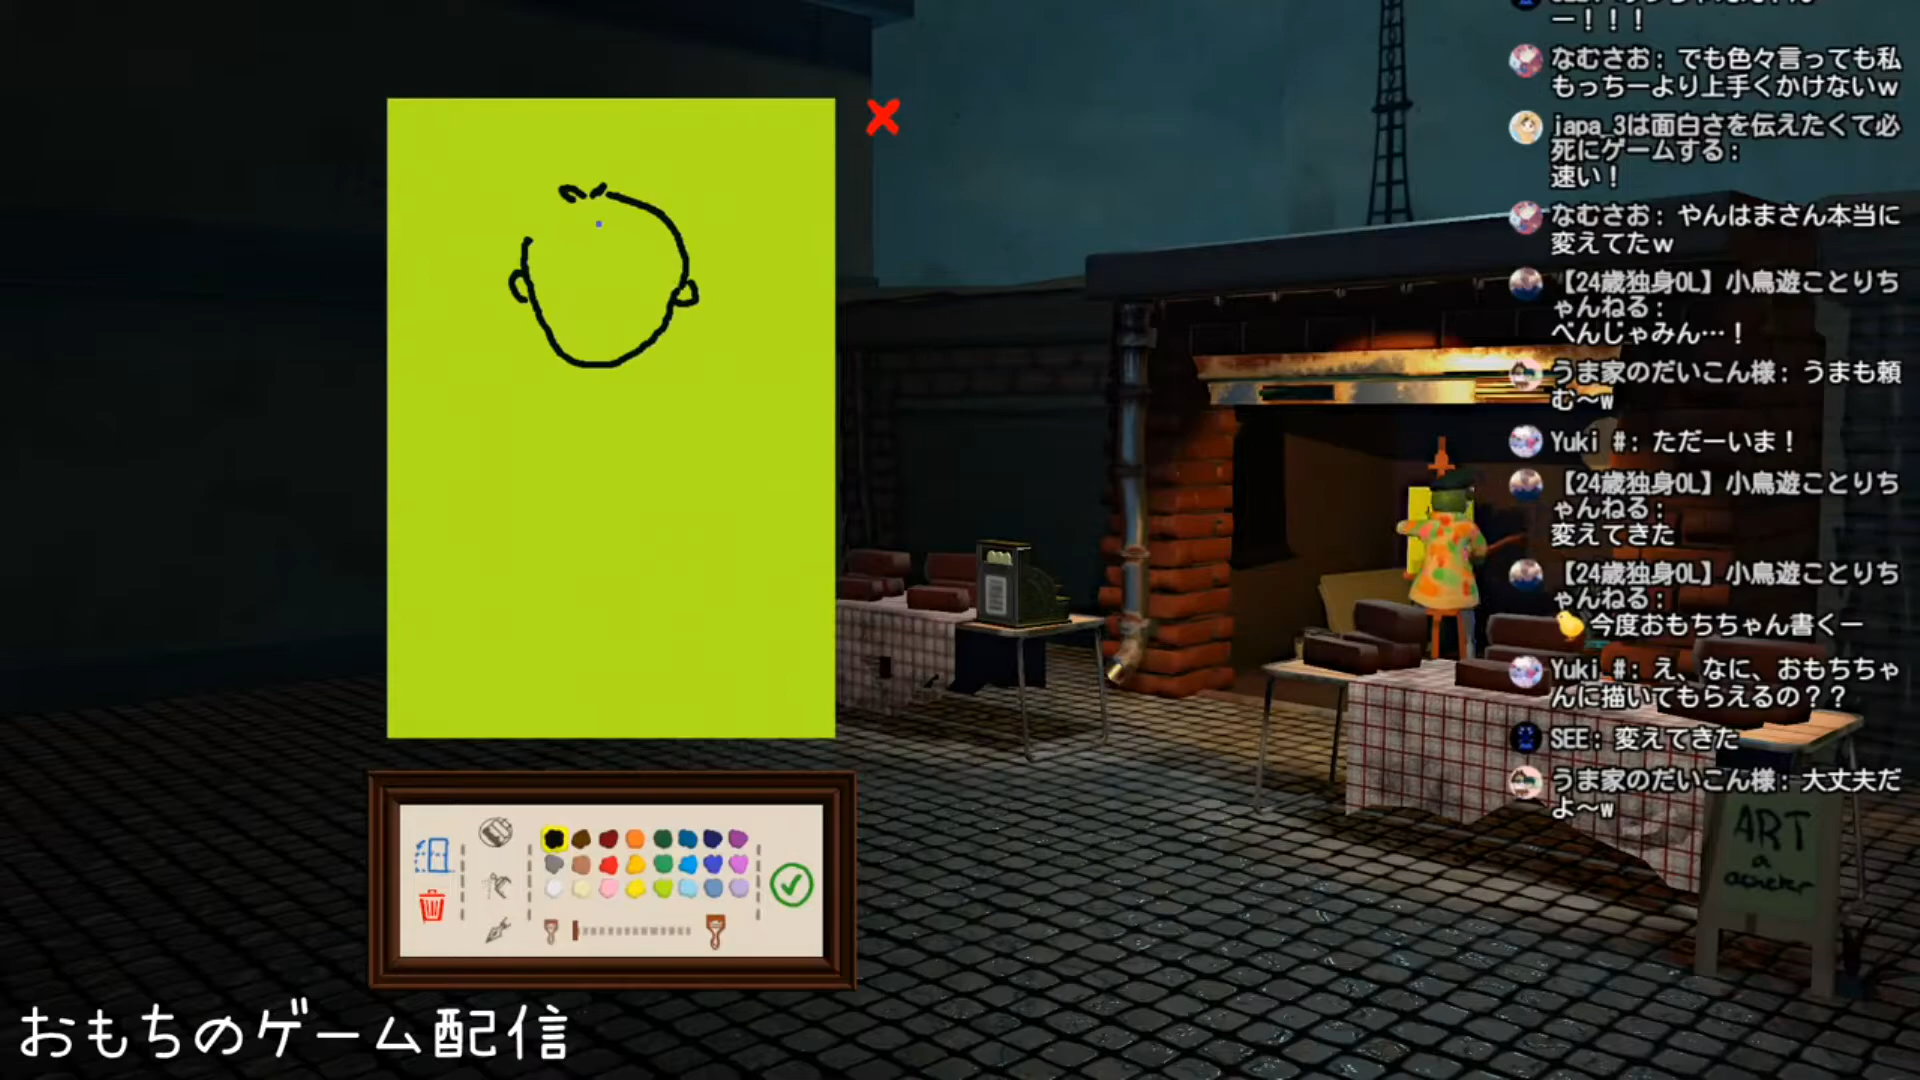 ー！！！
なむさお: でも色々言っても私
もっちーより上手くかけないw
japa_3は面白さを伝えたくて必
死にゲームする:
速い！
なむさお: やんはまさん本当に
変えてたw
【24歳独身OL】小鳥遊ことりち
ゃんねる:
べんじゃみん…！
うま家のだいこん様: うまも頼
む〜w
Yuki #: ただーいま！
【24歳独身OL】小鳥遊ことりち
ゃんねる:
変えてきた
【24歳独身OL】小鳥遊ことりち
ゃんねる:
今度おもちちゃん書くー
Yuki #: え、なに、おもちちゃ
んに描いてもらえるの？？
SEE: 変えてきた
うま家のだいこん様: 大丈夫だ
よ〜w
ART
a
acheter
おもちのゲーム配信